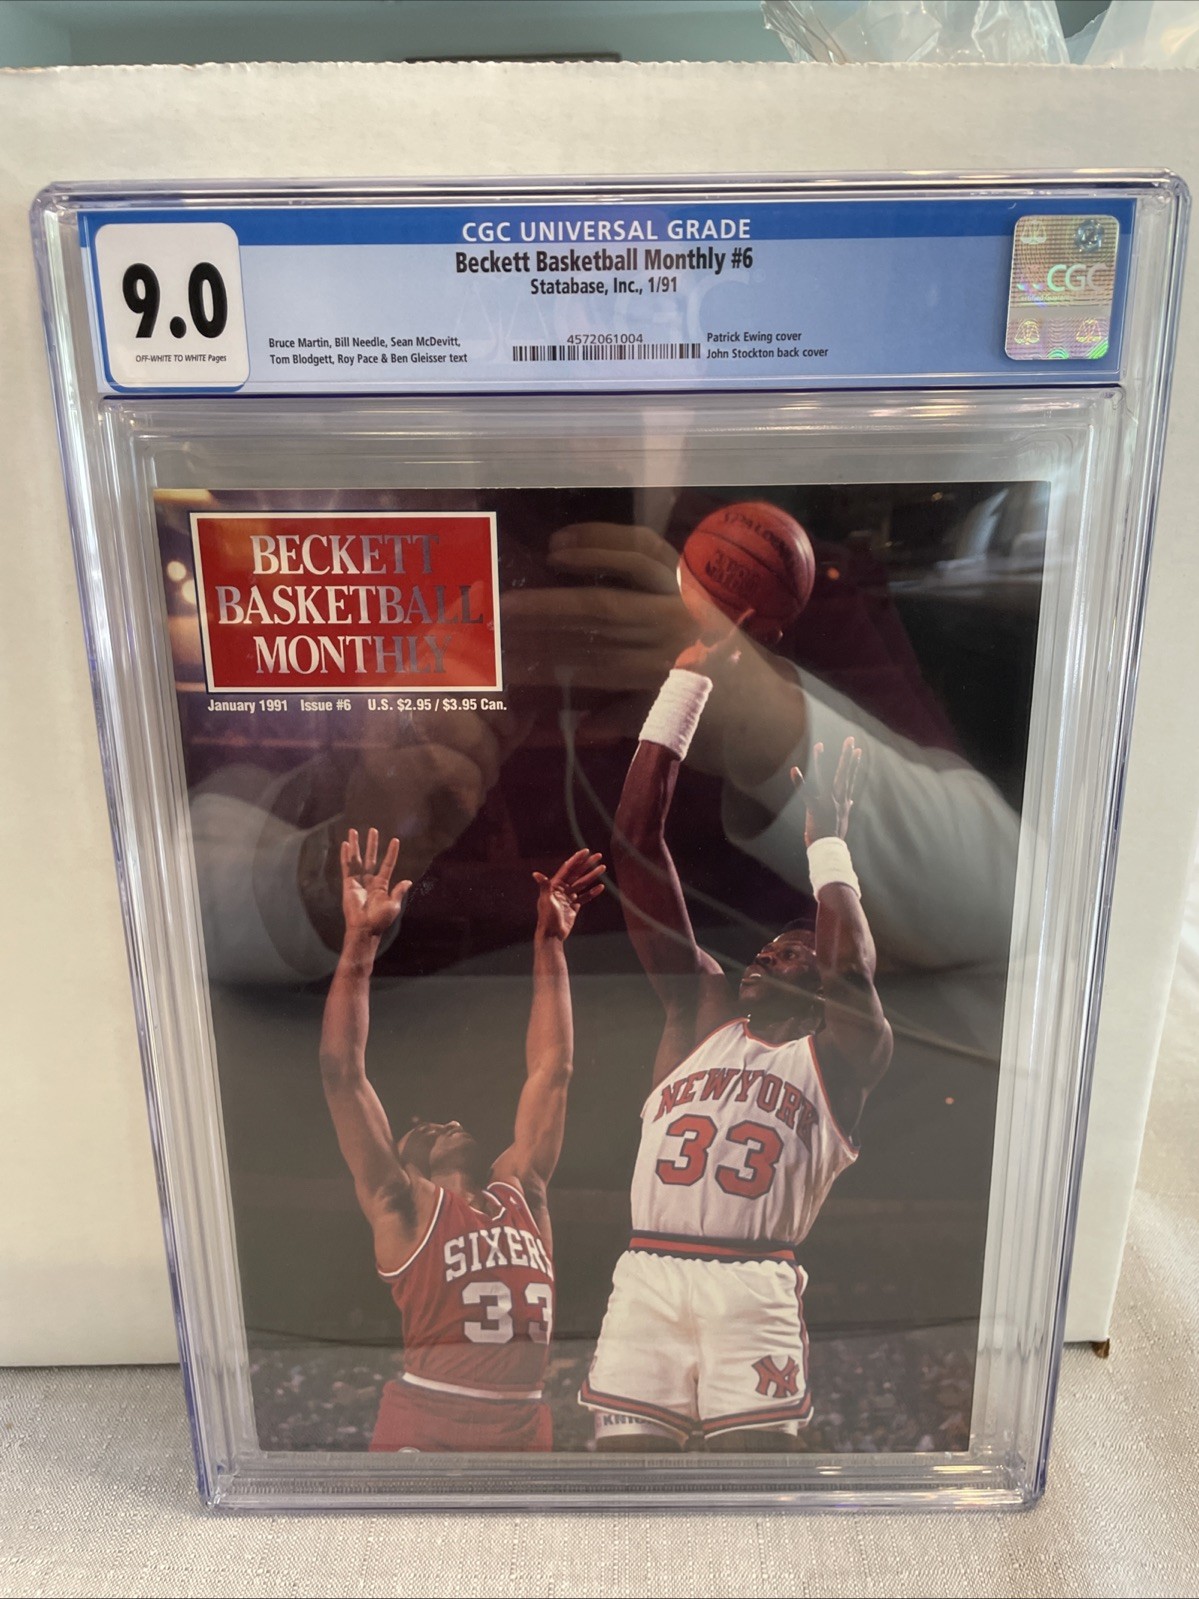 CGC UNIVERSAL GRADE
Beckett Basketball Monthly #6
Statabase, Inc., 1/91
9.0
OFF-WHITE TO WHITE Pages
Bruce Martin, Bill Needle, Sean McDevitt,
Tom Blodgett, Roy Pace & Ben Gleisser text
4572061004
Patrick Ewing cover
John Stockton back cover
CGC
BECKETT
BASKETBALL
MONTHLY
January 1991 Issue #6 U.S. $2.95 / $3.95 Can.
SPALDING
NEW YORK
33
SIXERS
33
NY